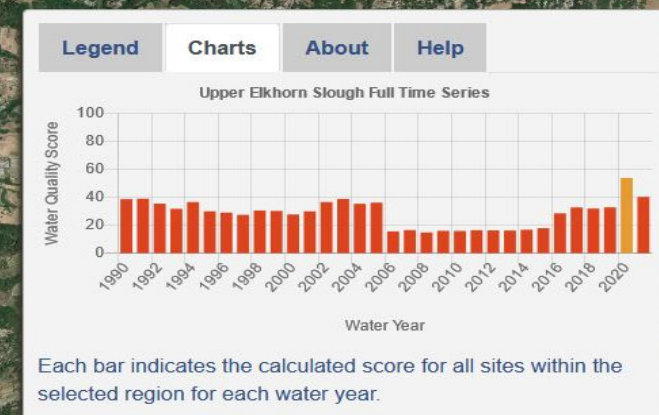 Legend Charts About Help
Upper Elkhorn Slough Full Time Series
100
80
60
40
20
0
Water Quality Score
1990 1992 1994 1996 1998 2000 2002 2004 2006 2008 2010 2012 2014 2016 2018 2020
Water Year
Each bar indicates the calculated score for all sites within the
selected region for each water year.